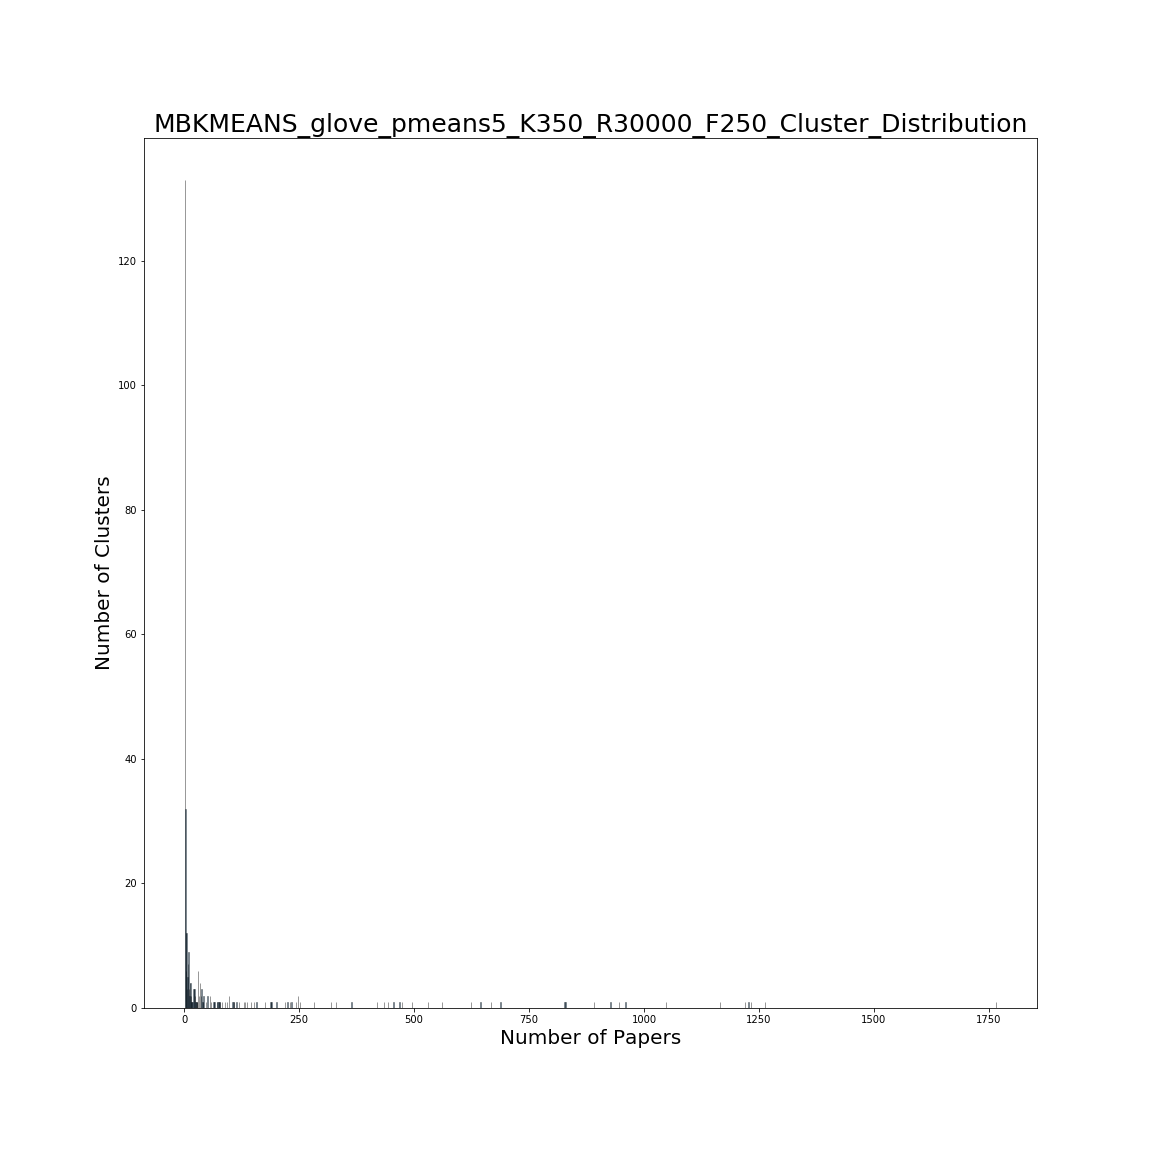 MBKMEANS_glove_pmeans5_K350_R30000_F250_Cluster_Distribution
Number of Clusters
120
100
80
60
40
20
0
0 250 500 750 1000 1250 1500 1750
Number of Papers